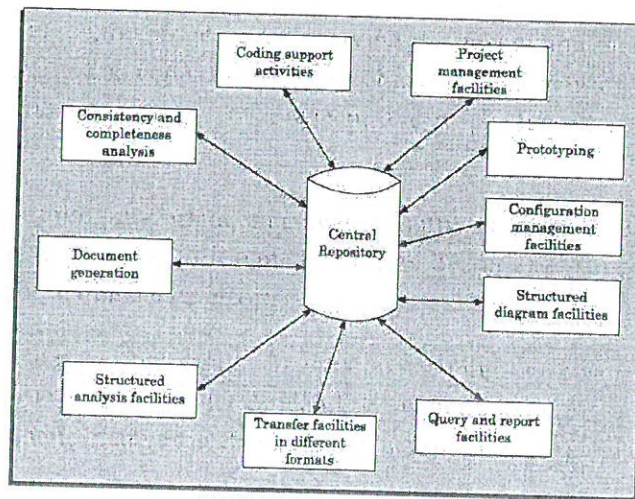 Coding support
activities
Project
management
facilities
Consistency and
completeness
analysis
Prototyping
Central
Repository
Configuration
management
facilities
Document
generation
Structured
diagram facilities
Structured
analysis facilities
Transfer facilities
in different
formats
Query and report
facilities